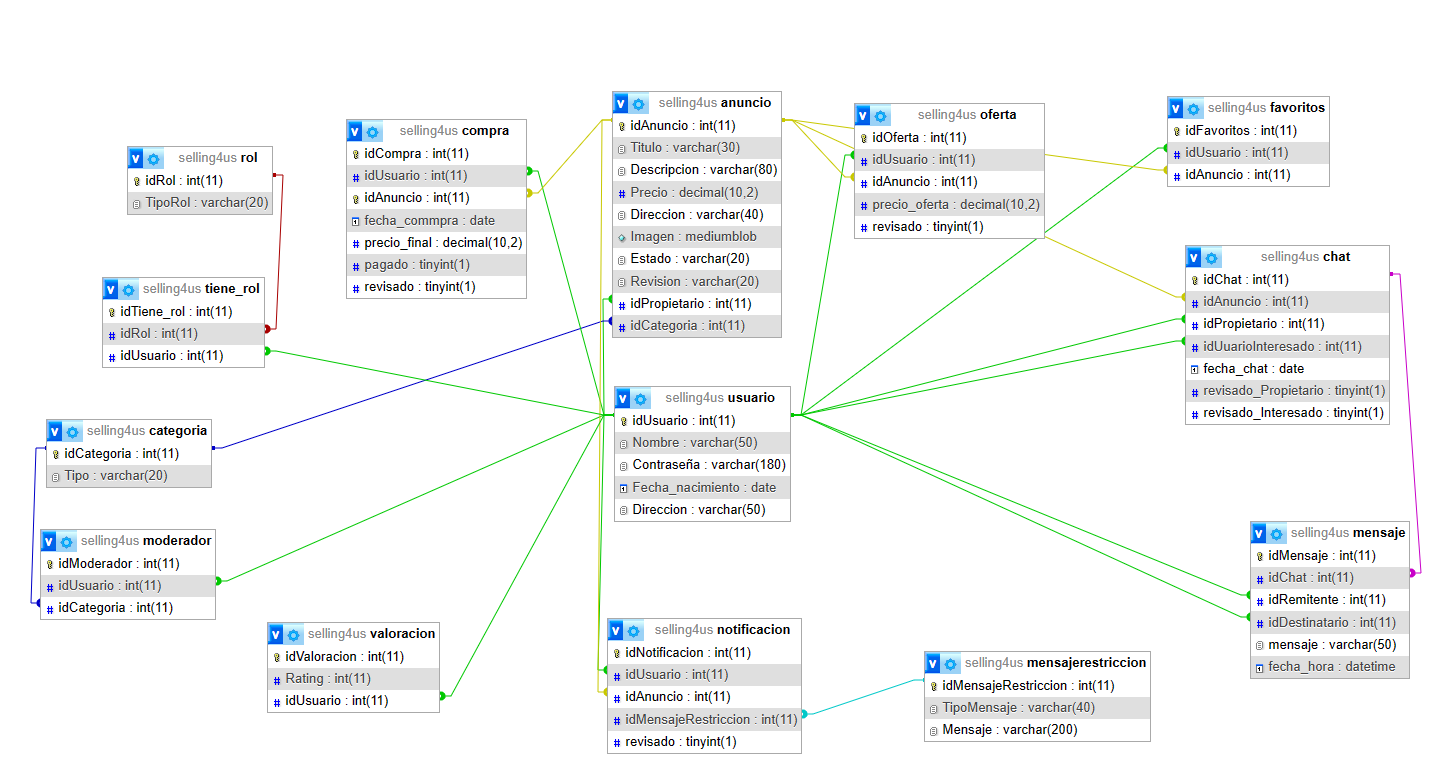 selling4us rol
idRol : int(11)
TipoRol : varchar(20)
selling4us compra
idCompra : int(11)
idUsuario : int(11)
idAnuncio : int(11)
fecha_commpra : date
precio_final : decimal(10,2)
pagado : tinyint(1)
revisado : tinyint(1)
selling4us anuncio
idAnuncio : int(11)
Titulo : varchar(30)
Descripcion : varchar(80)
Precio : decimal(10,2)
Direccion : varchar(40)
Imagen : mediumblob
Estado : varchar(20)
Revision : varchar(20)
idPropietario : int(11)
idCategoria : int(11)
selling4us oferta
idOferta : int(11)
idUsuario : int(11)
idAnuncio : int(11)
precio_oferta : decimal(10,2)
revisado : tinyint(1)
selling4us favoritos
idFavoritos : int(11)
idUsuario : int(11)
idAnuncio : int(11)
selling4us tiene_rol
idTiene_rol : int(11)
idRol : int(11)
idUsuario : int(11)
selling4us chat
idChat : int(11)
idAnuncio : int(11)
idPropietario : int(11)
idUuarioInteresado : int(11)
fecha_chat : date
revisado_Propietario : tinyint(1)
revisado_Interesado : tinyint(1)
selling4us usuario
idUsuario : int(11)
Nombre : varchar(50)
Contraseña : varchar(180)
Fecha_nacimiento : date
Direccion : varchar(50)
selling4us categoria
idCategoria : int(11)
Tipo : varchar(20)
selling4us moderador
idModerador : int(11)
idUsuario : int(11)
idCategoria : int(11)
selling4us mensaje
idMensaje : int(11)
idChat : int(11)
idRemitente : int(11)
idDestinatario : int(11)
mensaje : varchar(50)
fecha_hora : datetime
selling4us valoracion
idValoracion : int(11)
Rating : int(11)
idUsuario : int(11)
selling4us notificacion
idNotificacion : int(11)
idUsuario : int(11)
idAnuncio : int(11)
idMensajeRestriccion : int(11)
revisado : tinyint(1)
selling4us mensajerestriccion
idMensajeRestriccion : int(11)
TipoMensaje : varchar(40)
Mensaje : varchar(200)